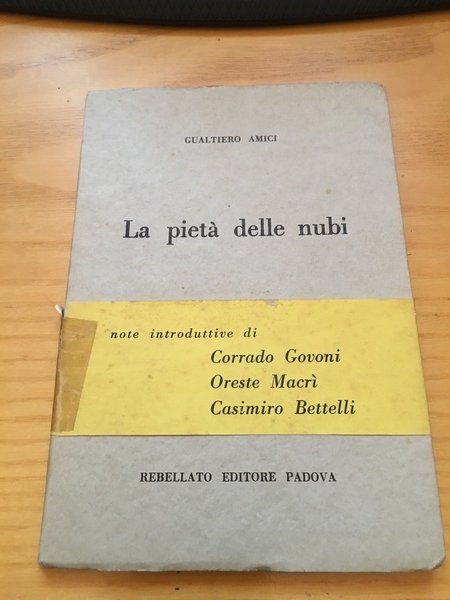 GUALTIERO AMICI
La pietà delle nubi
note introduttive di
Corrado Govoni
Oreste Macrì
Casimiro Bettelli
REBELLATO EDITORE PADOVA